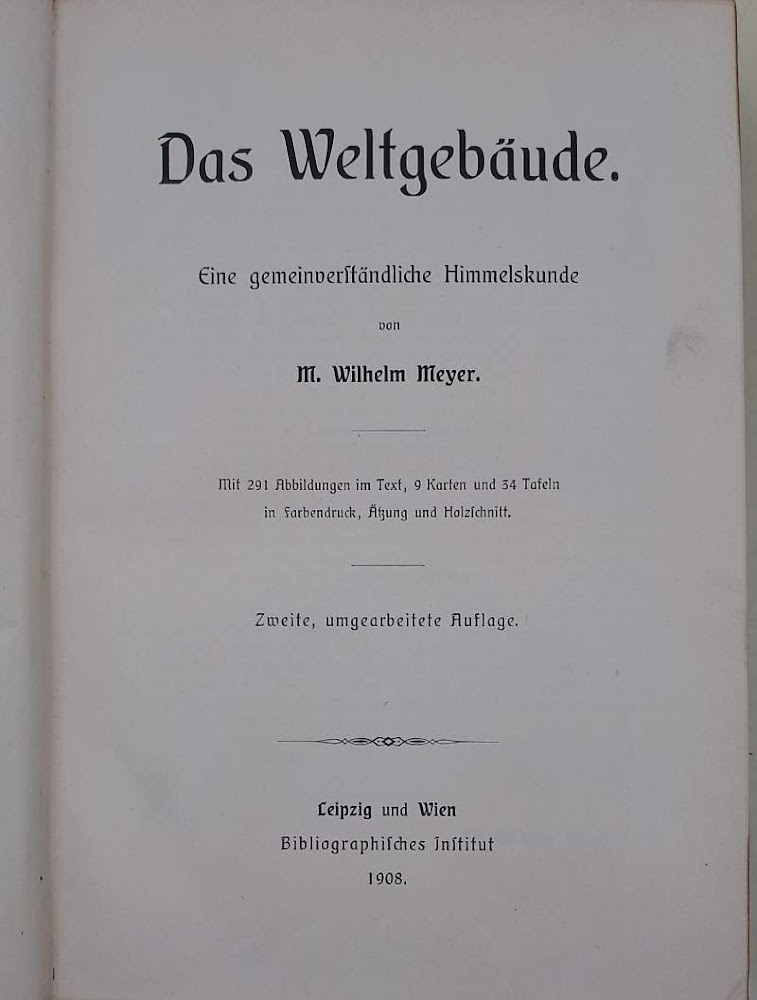 Das Weltgebäude.
Eine gemeinverſtändliche Himmelskunde
von
M. Wilhelm Meyer.
Mit 291 Abbildungen im Text, 9 Karten und 34 Tafeln
in Farbendruck, Ätzung und Holzſchnitt.
Zweite, umgearbeitete Auflage.
Leipzig und Wien
Bibliographiſches Inſtitut
1908.